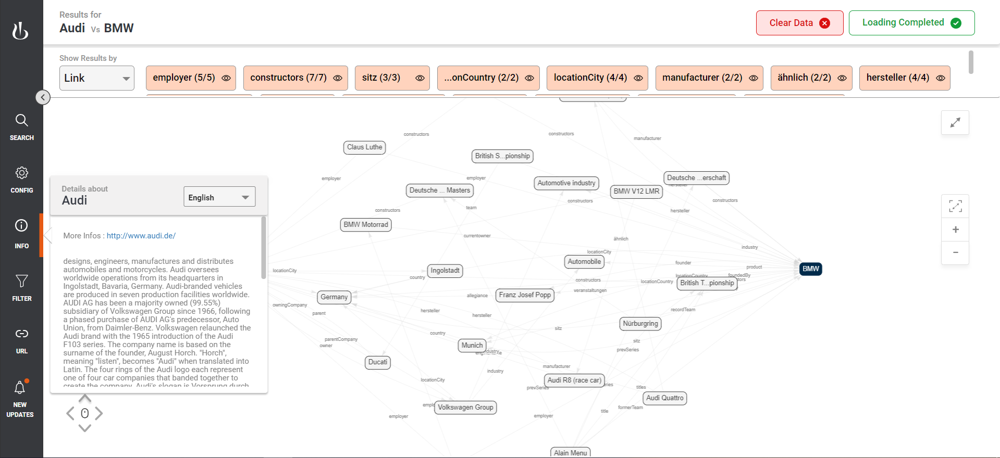 Results for
Audi Vs BMW
Clear Data
Loading Completed
Show Results by
Link
employer (5/5)
constructors (7/7)
sitz (3/3)
...onCountry (2/2)
locationCity (4/4)
manufacturer (2/2)
ähnlich (2/2)
hersteller (4/4)
SEARCH
CONFIG
INFO
FILTER
URL
NEW
UPDATES
Details about
Audi
English
More Infos : http://www.audi.de/
designs, engineers, manufactures and distributes
automobiles and motorcycles. Audi oversees
worldwide operations from its headquarters in
Ingolstadt, Bavaria, Germany. Audi-branded vehicles
are produced in seven production facilities worldwide.
AUDI AG has been a majority owned (99.55%)
subsidiary of Volkswagen Group since 1966, following
a phased purchase of AUDI AG's predecessor, Auto
Union, from Daimler-Benz. Volkswagen relaunched the
Audi brand with the 1965 introduction of the Audi
F103 series. The company name is based on the
surname of the founder, August Horch. "Horch",
meaning "listen", becomes "Audi" when translated into
Latin. The four rings of the Audi logo each represent
one of four car companies that banded together to
create the company. Audi's slogan is Vorsprung durch
constructors
constructors
manufacturer
Claus Luthe
British S...pionship
employer
employer
Automotive industry
Deutsche ...erschaft
hersteller
Deutsche ... Masters
BMW V12 LMR
constructors
constructors
team
constructors
hersteller
BMW Motorrad
currentowner
ähnlich
industry
locationCity
Automobile
founder
product
BMW
locationCity
Ingolstadt
country
locationCountry
foundedBy
constructors
locationCountry
British T...pionship
tors
veranstaltungen
Germany
allegiance
Franz Josef Popp
owningCompany
parent
hersteller
hersteller
recordTeam
Nürburgring
sitz
country
parentCompany
owner
Munich
sitz
prevSeries
industry
Ducati
manufacturer
industry
locationCity
Audi R8 (race car)
prevSeries
eries
titles
Audi Quattro
emplo
Volkswagen Group
formerTeam
title
employer
employer
Alain Menu